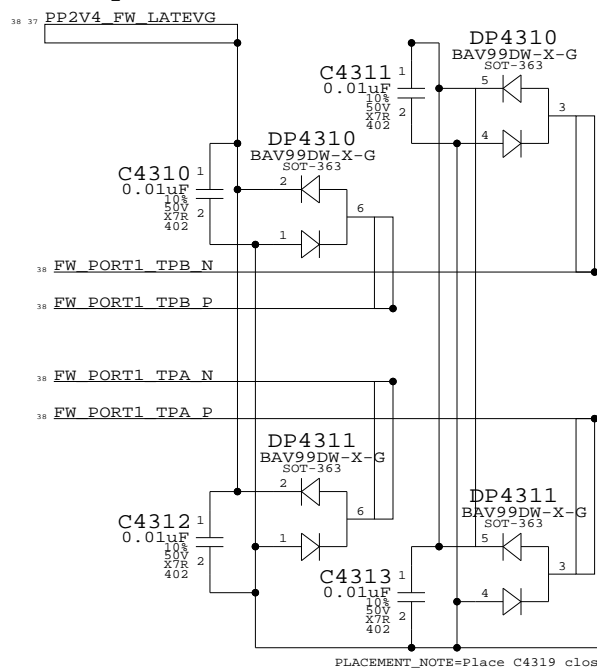 38 37 PP2V4_FW_LATEVG
DP4310
BAV99DW-X-G
SOT-363
C4311
0.01uF
10%
50V
X7R
402
1
2
5
4
3
DP4310
BAV99DW-X-G
SOT-363
C4310
0.01uF
10%
50V
X7R
402
1
2
2
1
6
38 FW_PORT1_TPB_N
38 FW_PORT1_TPB_P
38 FW_PORT1_TPA_N
38 FW_PORT1_TPA_P
DP4311
BAV99DW-X-G
SOT-363
C4312
0.01uF
10%
50V
X7R
402
1
2
2
1
6
DP4311
BAV99DW-X-G
SOT-363
C4313
0.01uF
10%
50V
X7R
402
1
2
5
4
3
PLACEMENT_NOTE=Place C4319 clos